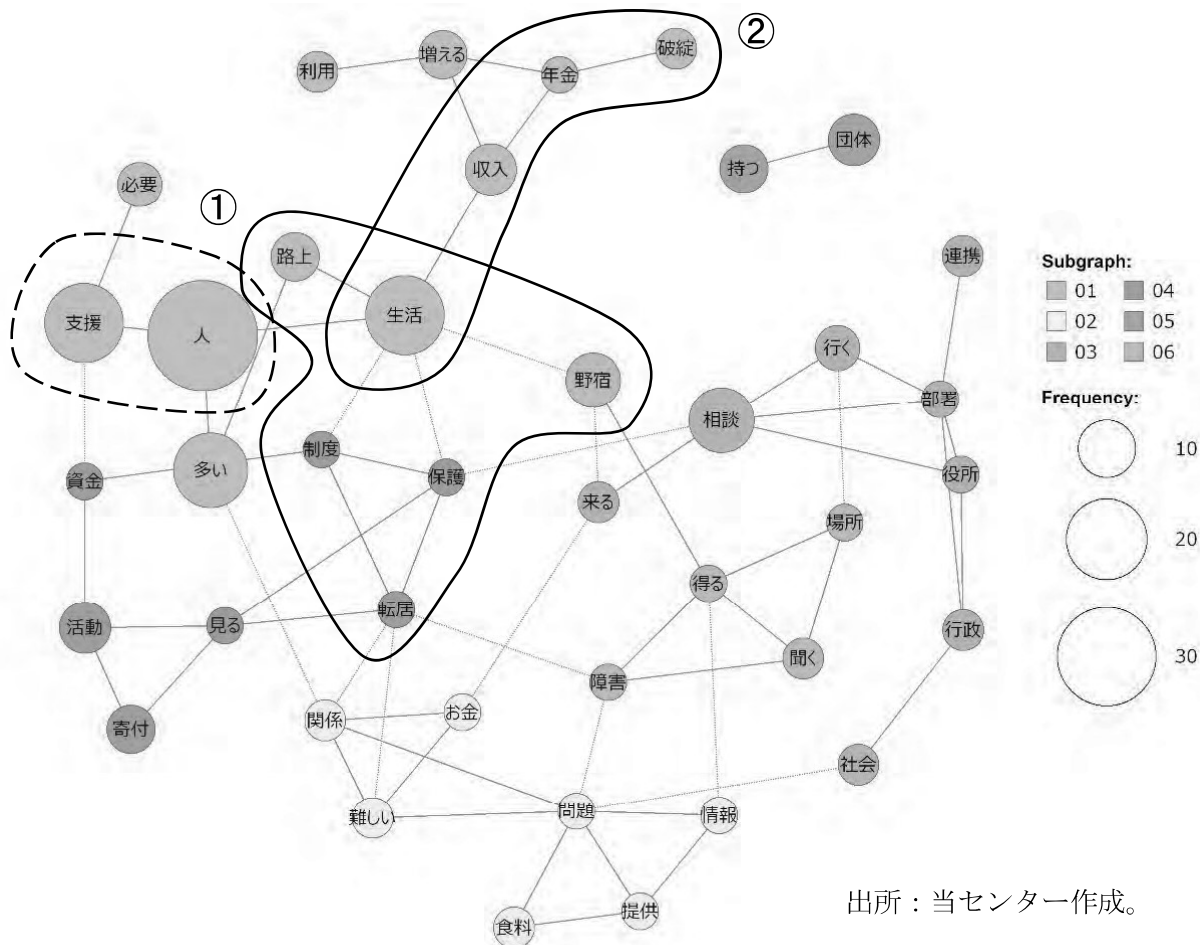 ②
破綻
増える
年金
利用
団体
持つ
収入
必要
①
路上
連携
Subgraph:
01 04
02 05
03 06
支援
人
生活
行く
野宿
部署
相談
Frequency:
10
制度
多い
保護
資金
役所
来る
場所
20
得る
転居
活動
見る
行政
聞く
障害
30
お金
関係
寄付
社会
難しい
問題
情報
提供
食料
出所：当センター作成。